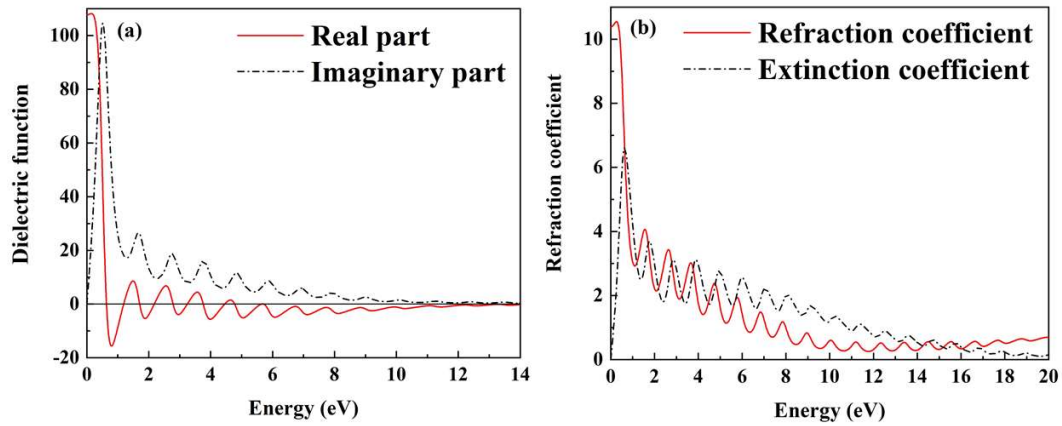 (a)
Real part
Imaginary part
Dielectric function
100
80
60
40
20
0
-20
0 2 4 6 8 10 12 14
Energy (eV)
(b)
Refraction coefficient
Extinction coefficient
Refraction coefficient
10
8
6
4
2
0
0 2 4 6 8 10 12 14 16 18 20
Energy (eV)